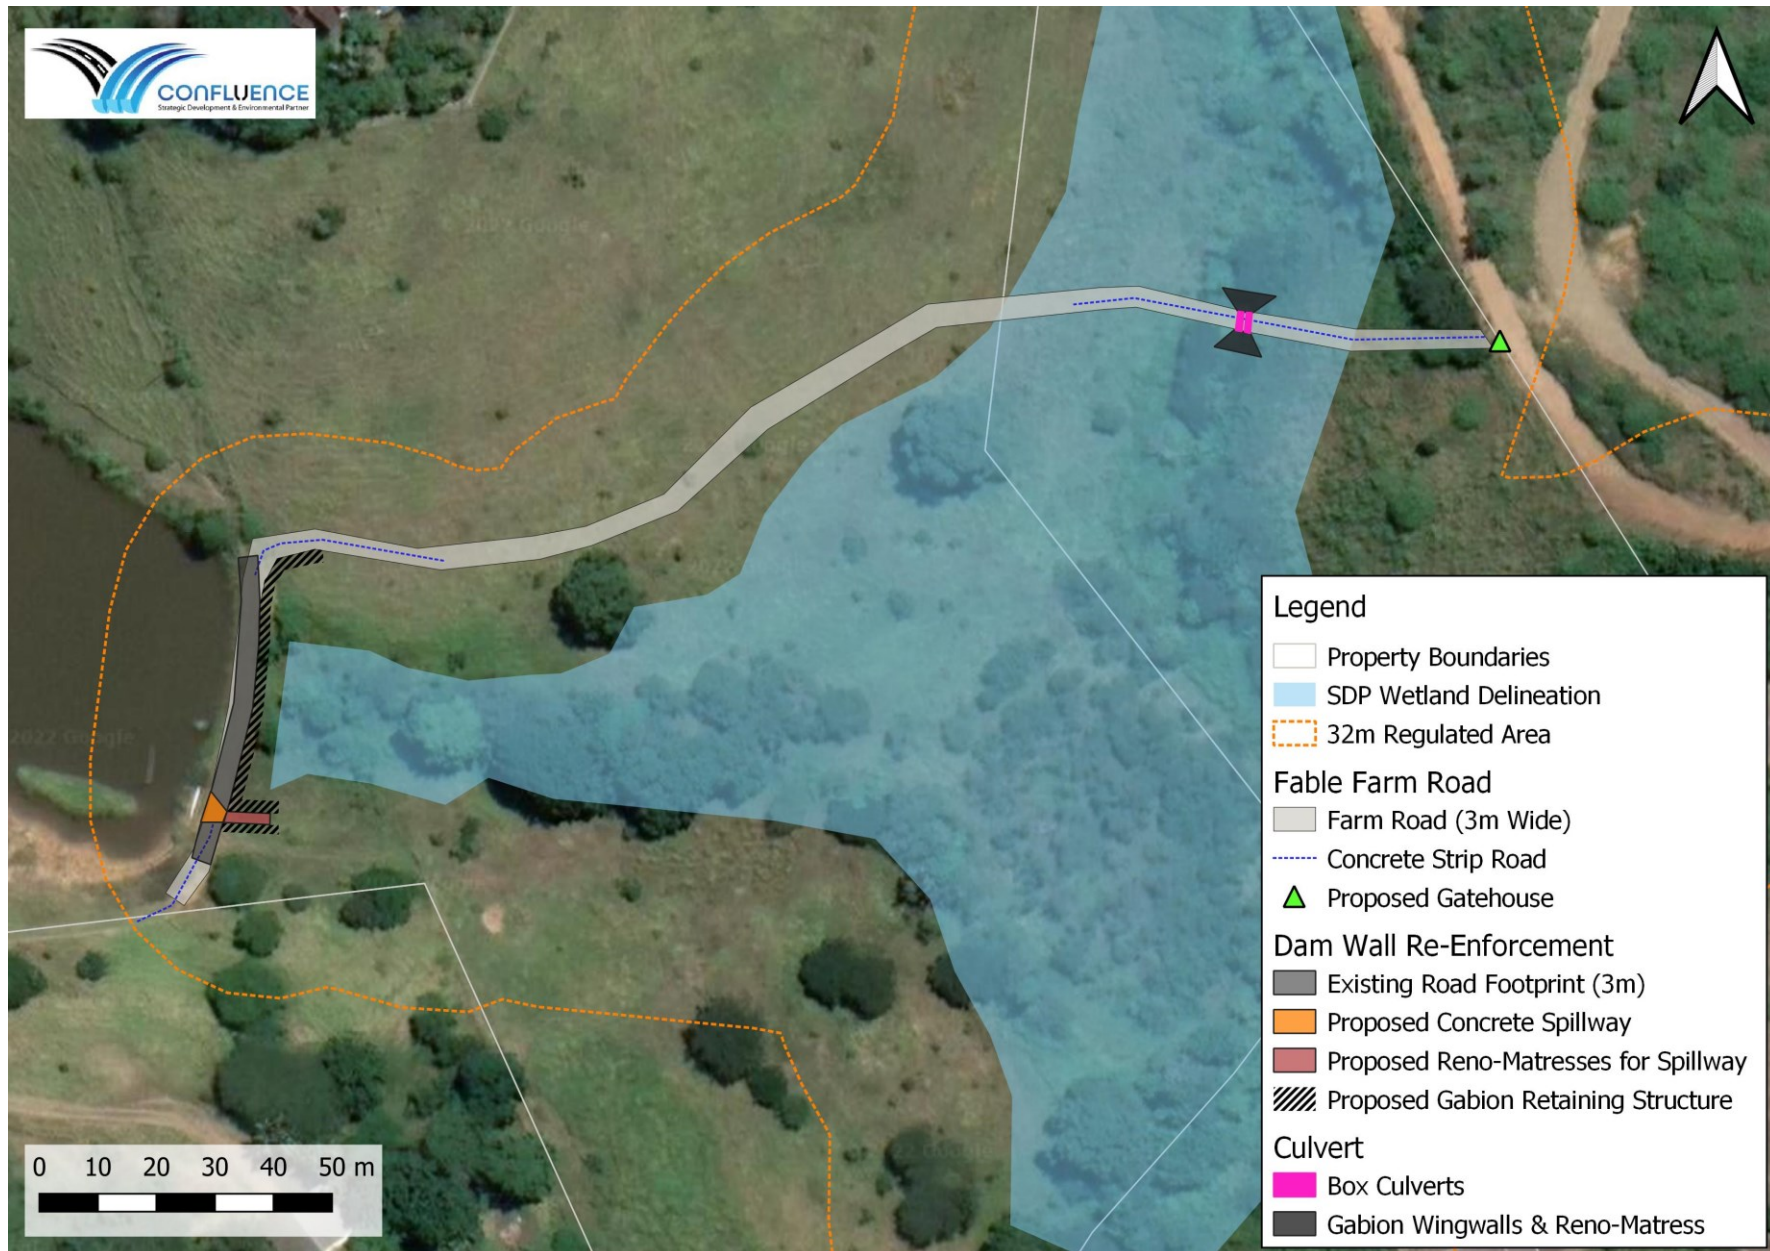 CONFLUENCE
Strategic Development & Environmental Partner
2022 Google
Legend
Property Boundaries
SDP Wetland Delineation
32m Regulated Area
Fable Farm Road
Farm Road (3m Wide)
Concrete Strip Road
Proposed Gatehouse
Dam Wall Re-Enforcement
Existing Road Footprint (3m)
Proposed Concrete Spillway
Proposed Reno-Matresses for Spillway
Proposed Gabion Retaining Structure
Culvert
Box Culverts
Gabion Wingwalls & Reno-Matress
0 10 20 30 40 50 m